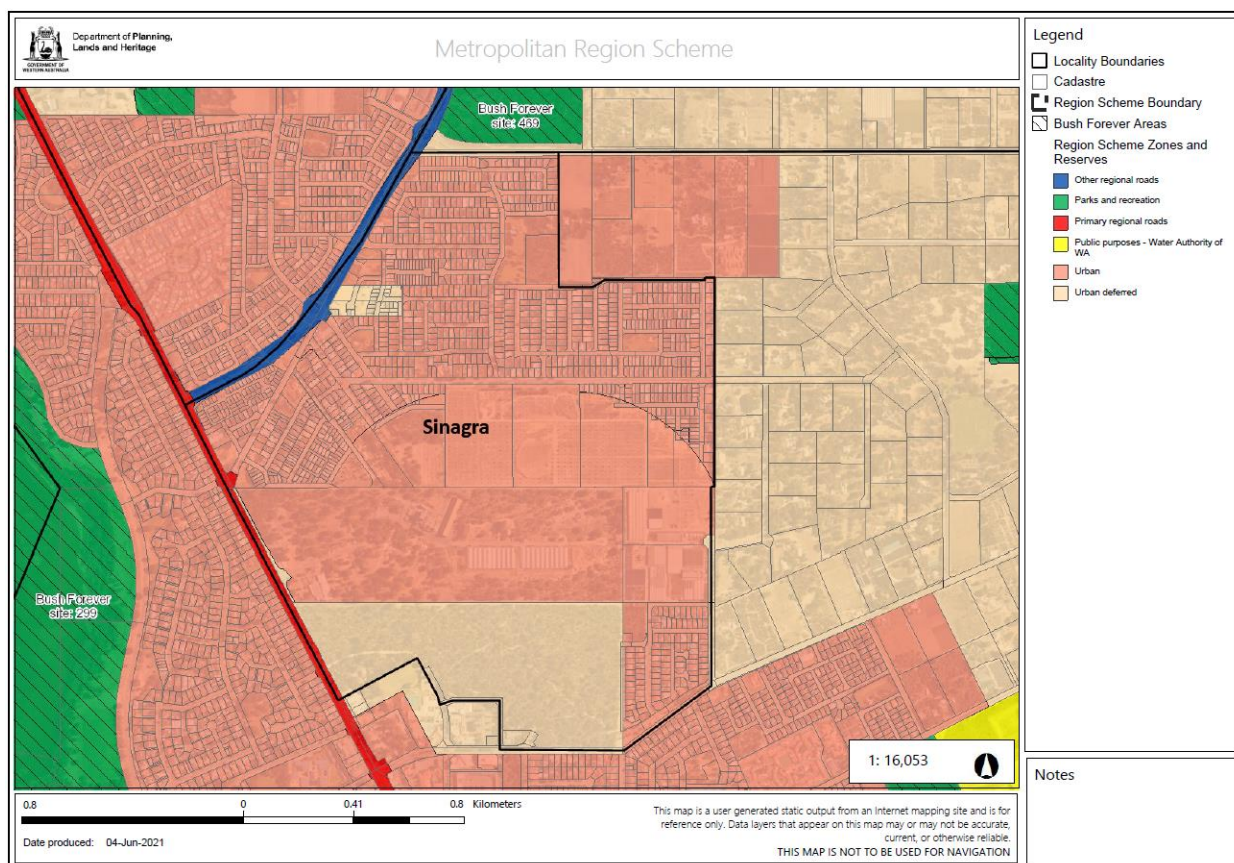 Department of Planning,
Lands and Heritage
GOVERNMENT OF
WESTERN AUSTRALIA
Metropolitan Region Scheme
Bush Forever
site: 469
Sinagra
Bush Forever
site: 299
1: 16,053
Legend
Locality Boundaries
Cadastre
Region Scheme Boundary
Bush Forever Areas
Region Scheme Zones and
Reserves
Other regional roads
Parks and recreation
Primary regional roads
Public purposes - Water Authority of
WA
Urban
Urban deferred
Notes
0.8
0
0.41
0.8
Kilometers
Date produced: 04-Jun-2021
This map is a user generated static output from an Internet mapping site and is for
reference only. Data layers that appear on this map may or may not be accurate,
current, or otherwise reliable.
THIS MAP IS NOT TO BE USED FOR NAVIGATION